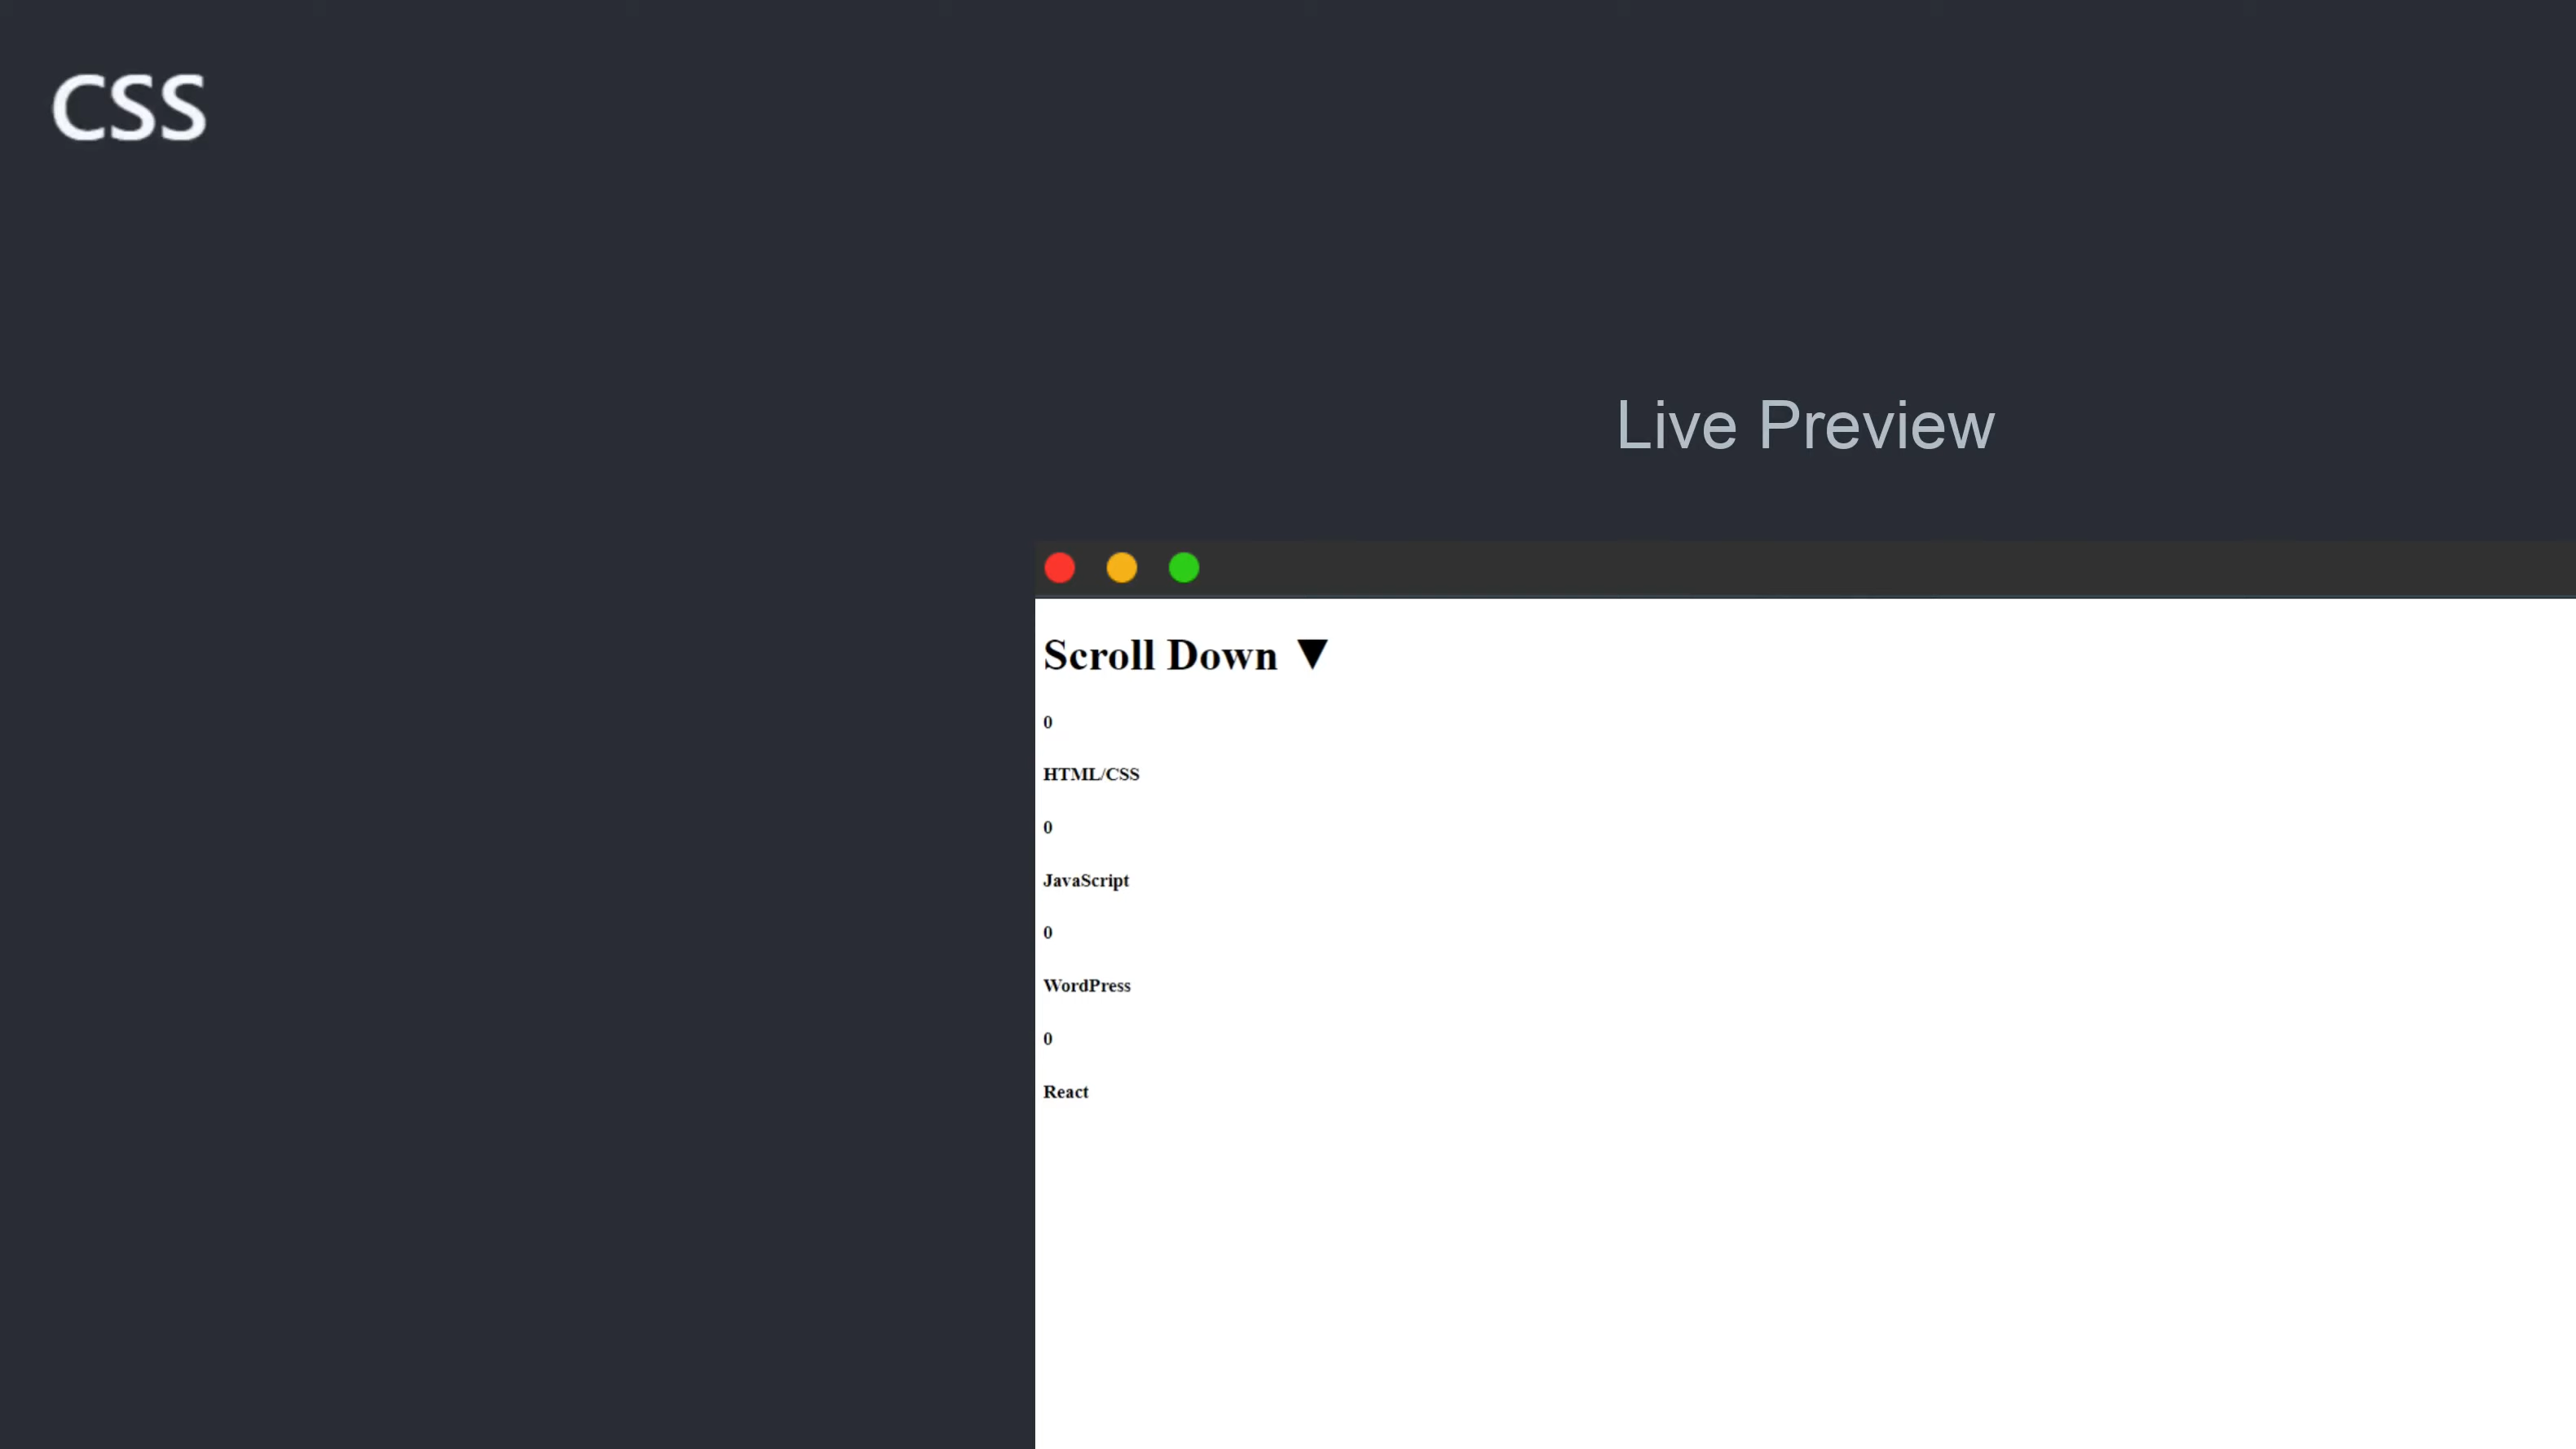 CSS
Live Preview
Scroll Down ▼
0
HTML/CSS
0
JavaScript
0
WordPress
0
React